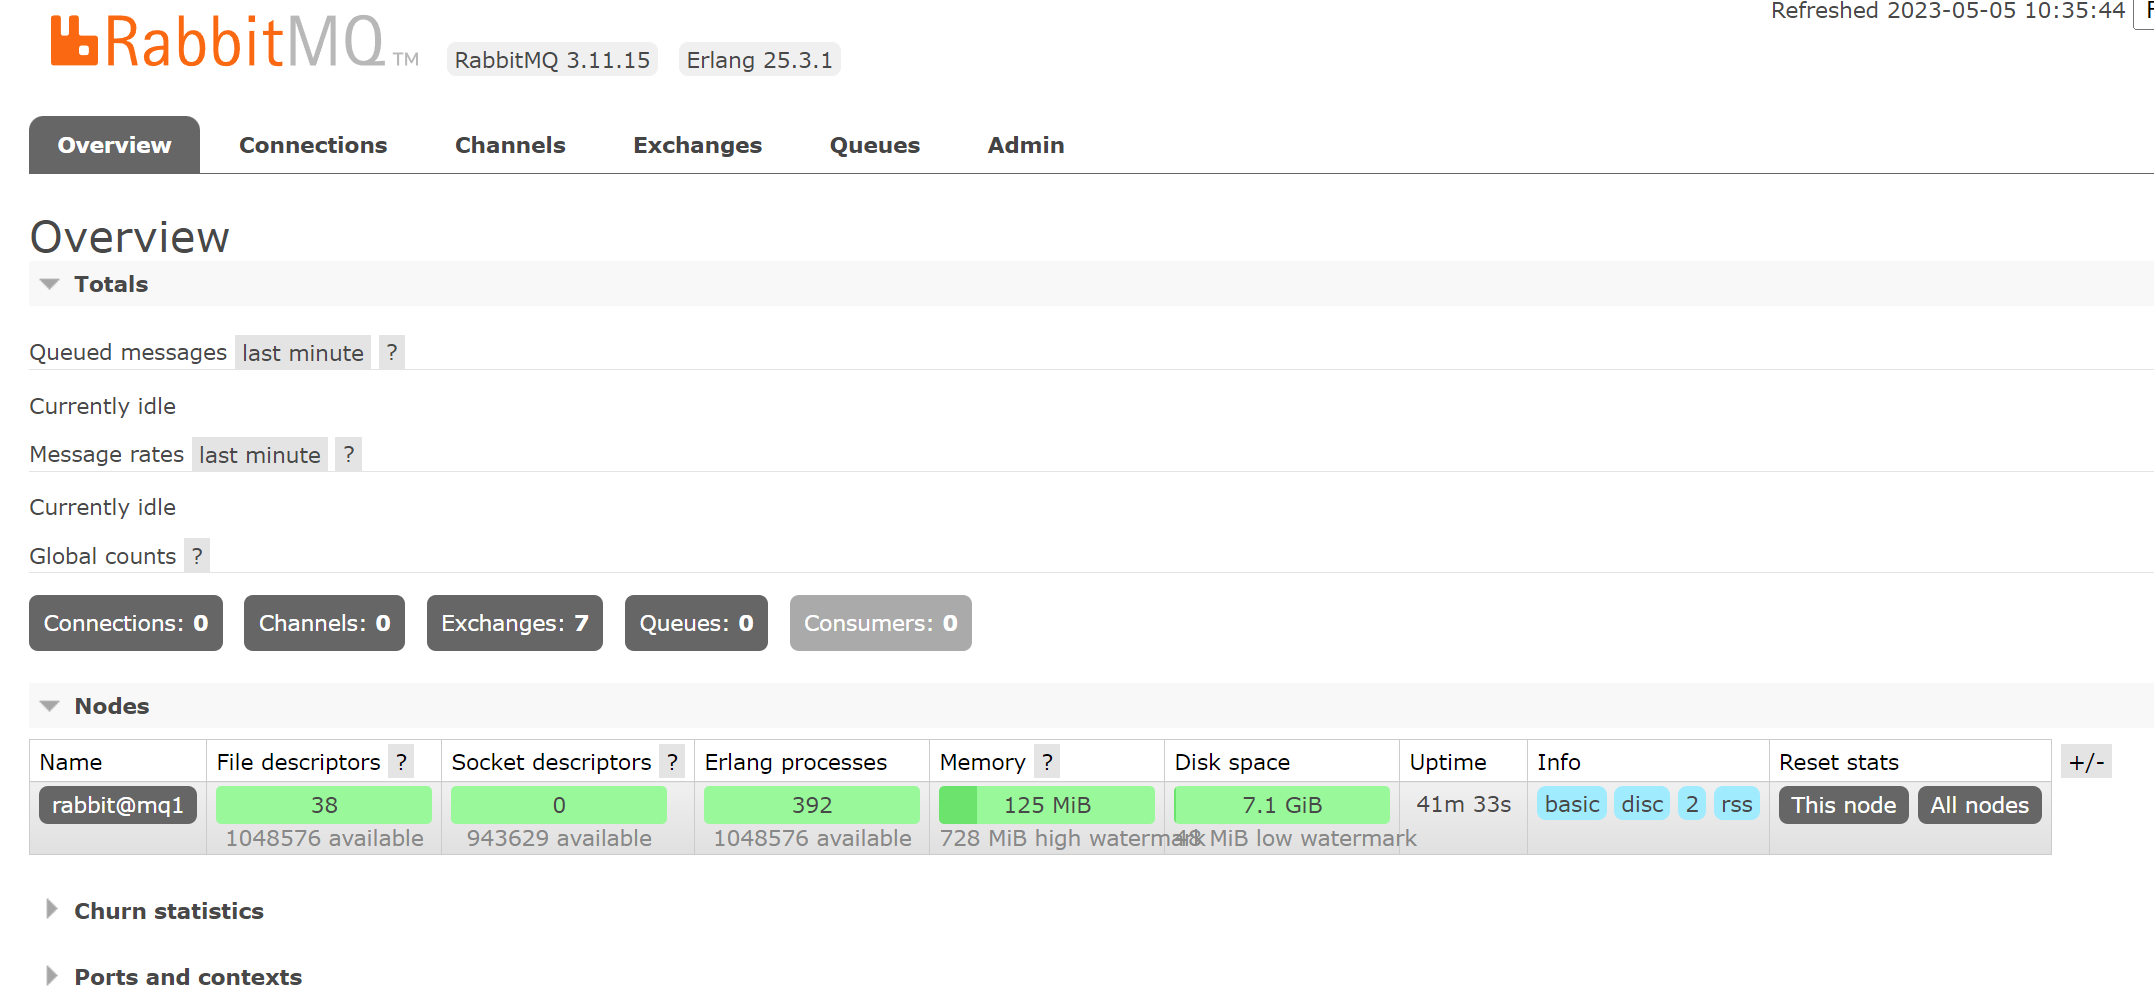 Refreshed 2023-05-05 10:35:44
RabbitMQ TM RabbitMQ 3.11.15 Erlang 25.3.1
Overview Connections Channels Exchanges Queues Admin
Overview
Totals
Queued messages last minute ?
Currently idle
Message rates last minute ?
Currently idle
Global counts ?
Connections: 0 Channels: 0 Exchanges: 7 Queues: 0 Consumers: 0
Nodes
Name File descriptors ? Socket descriptors ? Erlang processes Memory ? Disk space Uptime Info Reset stats +/-
rabbit@mq1 38 0 392 125 MiB 7.1 GiB 41m 33s basic disc 2 rss This node All nodes
1048576 available 943629 available 1048576 available 728 MiB high watermark 48 MiB low watermark
Churn statistics
Ports and contexts